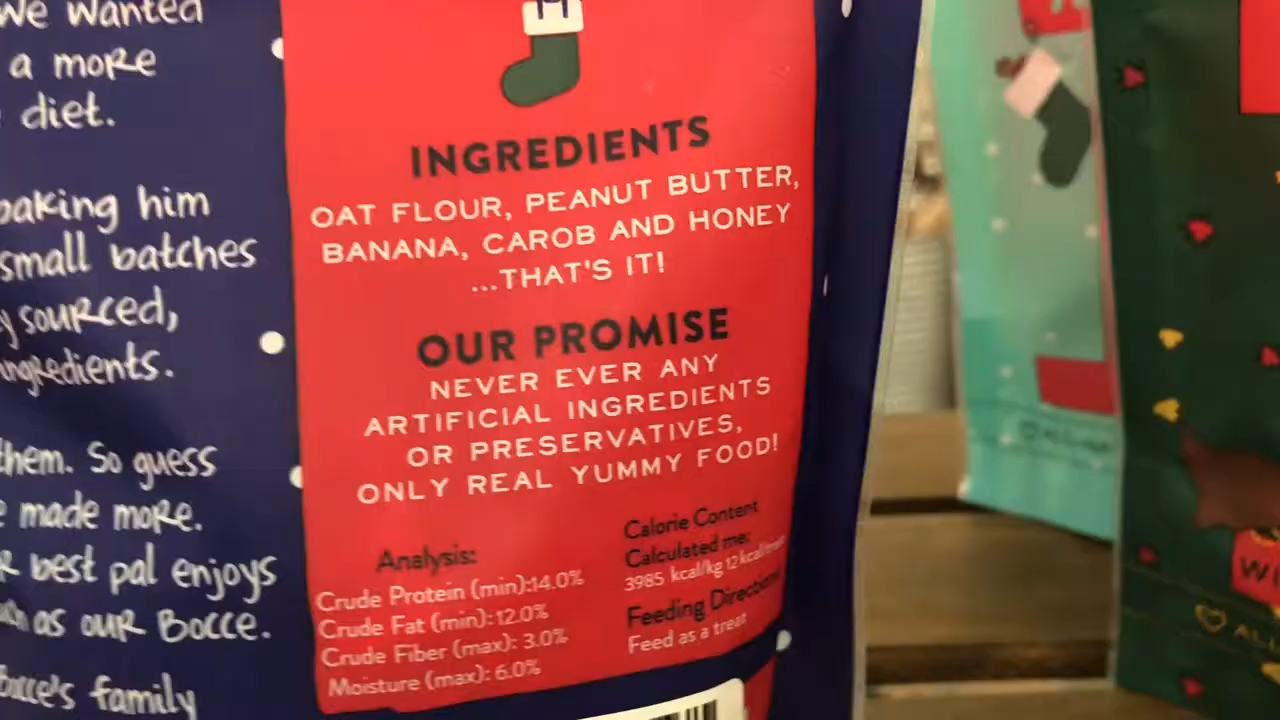 We wanted
a more
diet.
baking him
small batches
sourced,
ingredients.
them. So guess
made more.
best pal enjoys
as our Bocce.
Bocce's family
INGREDIENTS
OAT FLOUR, PEANUT BUTTER,
BANANA, CAROB AND HONEY
...THAT'S IT!
OUR PROMISE
NEVER EVER ANY
ARTIFICIAL INGREDIENTS
OR PRESERVATIVES,
ONLY REAL YUMMY FOOD!
Analysis:
Crude Protein (min):14.0%
Crude Fat (min): 12.0%
Crude Fiber (max): 3.0%
Moisture (max): 6.0%
Calorie Content
Calculated me:
3985 kcal/kg 12 kcal/treat
Feeding Directions
Feed as a treat